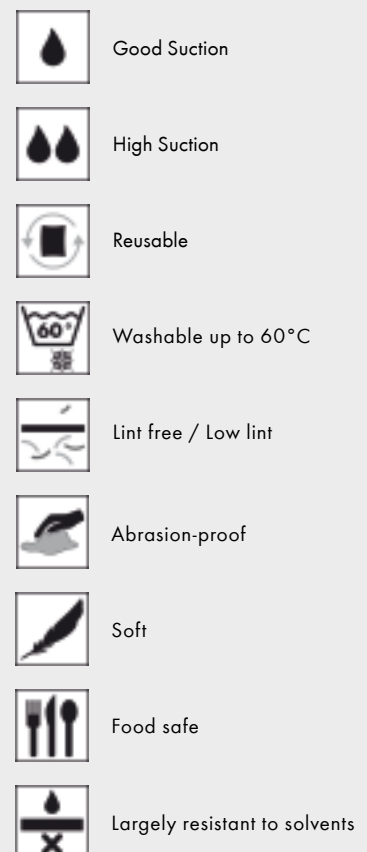 Good Suction
High Suction
Reusable
60°
Washable up to 60°C
Lint free / Low lint
Abrasion-proof
Soft
Food safe
Largely resistant to solvents